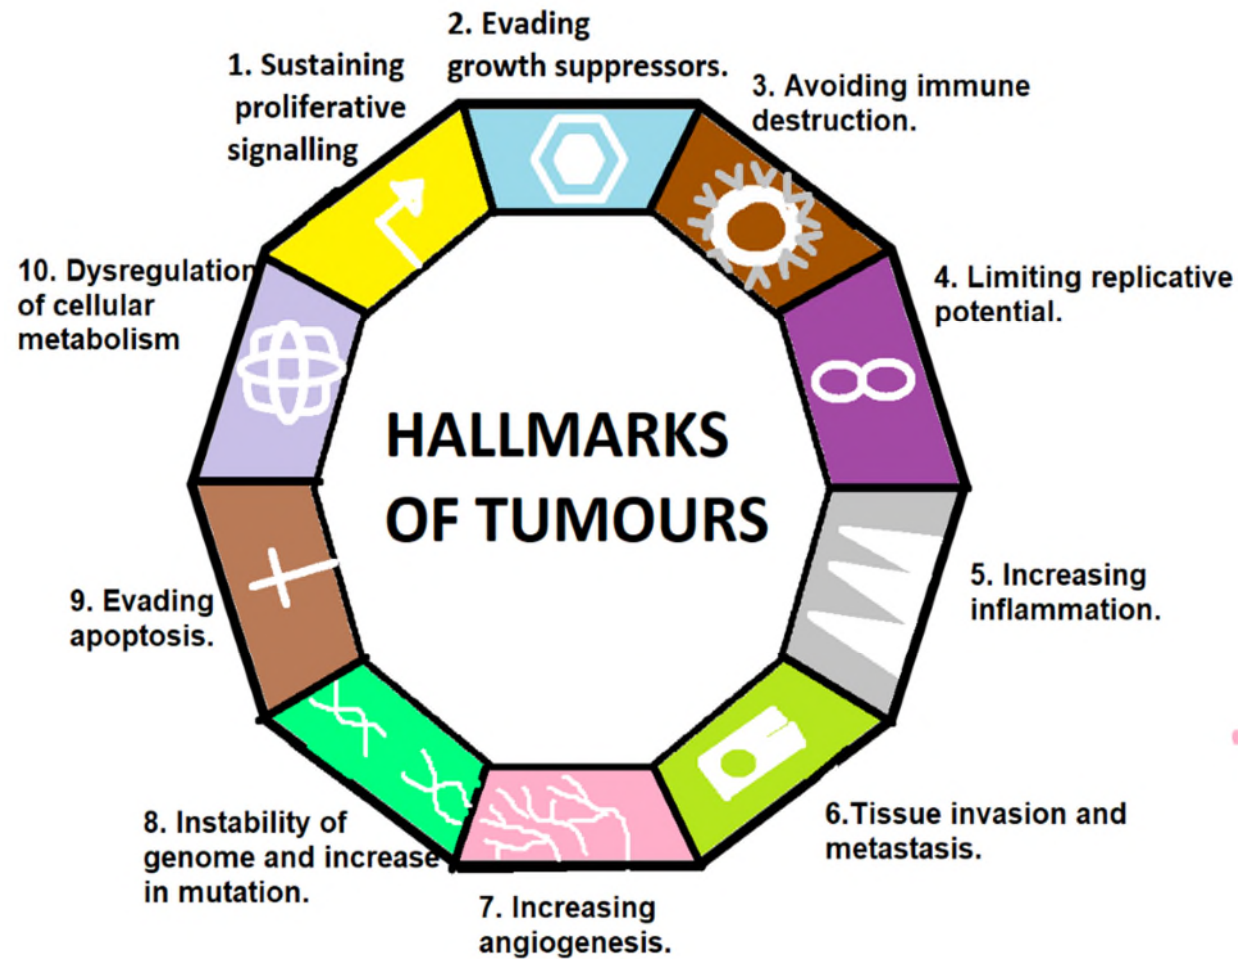 1. Sustaining
proliferative
signalling
2. Evading
growth suppressors.
3. Avoiding immune
destruction.
4. Limiting replicative
potential.
5. Increasing
inflammation.
6.Tissue invasion and
metastasis.
7. Increasing
angiogenesis.
8. Instability of
genome and increase
in mutation.
9. Evading
apoptosis.
10. Dysregulation
of cellular
metabolism
HALLMARKS
OF TUMOURS